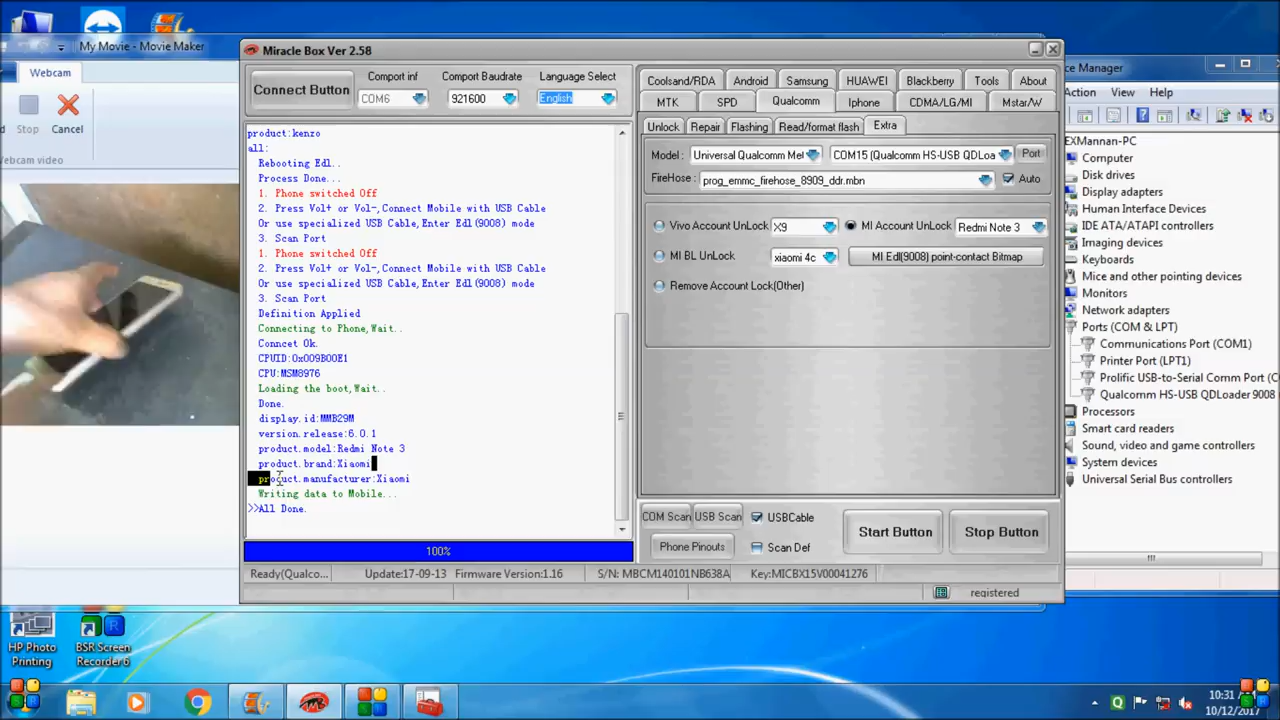 My Movie - Movie Maker
Webcam
Stop
Cancel
Webcam video
Miracle Box Ver 2.58
Connect Button
Comport inf
COM6
Comport Baudrate
921600
Language Select
English
product:kenzo
all:
Rebooting Edl..
Process Done...
1. Phone switched Off
2. Press Vol+ or Vol-,Connect Mobile with USB Cable
Or use specialized USB Cable,Enter Edl(9008) mode
3. Scan Port
1. Phone switched Off
2. Press Vol+ or Vol-,Connect Mobile with USB Cable
Or use specialized USB Cable,Enter Edl(9008) mode
3. Scan Port
Definition Applied
Connecting to Phone,Wait..
Conncet Ok.
CPUID:0x009B00E1
CPU:MSM8976
Loading the boot,Wait..
Done.
display.id:MMB29M
version.release:6.0.1
product.model:Redmi Note 3
product.brand:Xiaomi
product.manufacturer:Xiaomi
Writing data to Mobile...
>>All Done.
100%
Coolsand/RDA Android Samsung HUAWEI Blackberry Tools About
MTK SPD Qualcomm Iphone CDMA/LG/MI Mstar/W
Unlock Repair Flashing Read/format flash Extra
Model : Universal Qualcomm Mel COM15 (Qualcomm HS-USB QDLoa Port
FireHose : prog_emmc_firehose_8909_ddr.mbn Auto
Vivo Account UnLock X9 MI Account UnLock Redmi Note 3
MI BL UnLock xiaomi 4c MI Edl(9008) point-contact Bitmap
Remove Account Lock(Other)
COM Scan USB Scan USBCable
Phone Pinouts Scan Def
Start Button Stop Button
Ready(Qualco... Update:17-09-13 Firmware Version:1.16 S/N: MBCM140101NB638A Key:MICBX15V00041276
registered
ce Manager
Action View Help
EXMannan-PC
Computer
Disk drives
Display adapters
Human Interface Devices
IDE ATA/ATAPI controllers
Imaging devices
Keyboards
Mice and other pointing devices
Monitors
Network adapters
Ports (COM & LPT)
Communications Port (COM1)
Printer Port (LPT1)
Prolific USB-to-Serial Comm Port (C
Qualcomm HS-USB QDLoader 9008
Processors
Smart card readers
Sound, video and game controllers
System devices
Universal Serial Bus controllers
HP Photo
Printing
BSR Screen
Recorder 6
10:31
10/12/2017